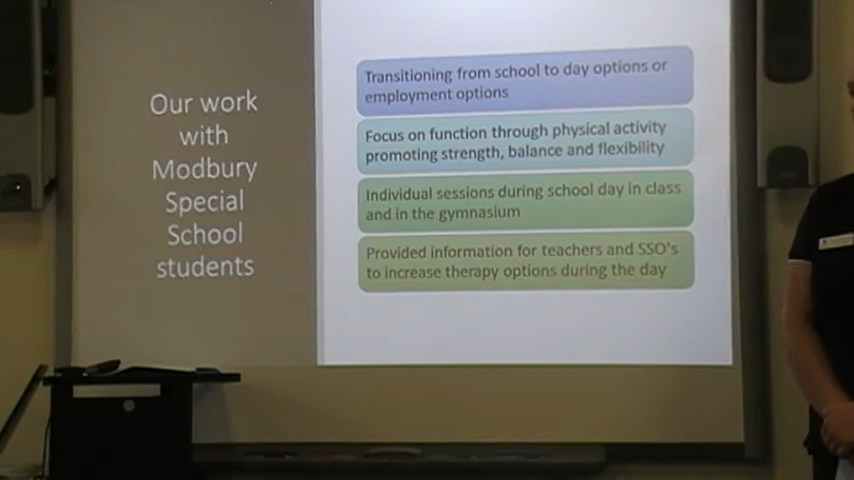 Our work
with
Modbury
Special
School
students
Transitioning from school to day options or
employment options
Focus on function through physical activity
promoting strength, balance and flexibility
Individual sessions during school day in class
and in the gymnasium
Provided information for teachers and SSO's
to increase therapy options during the day